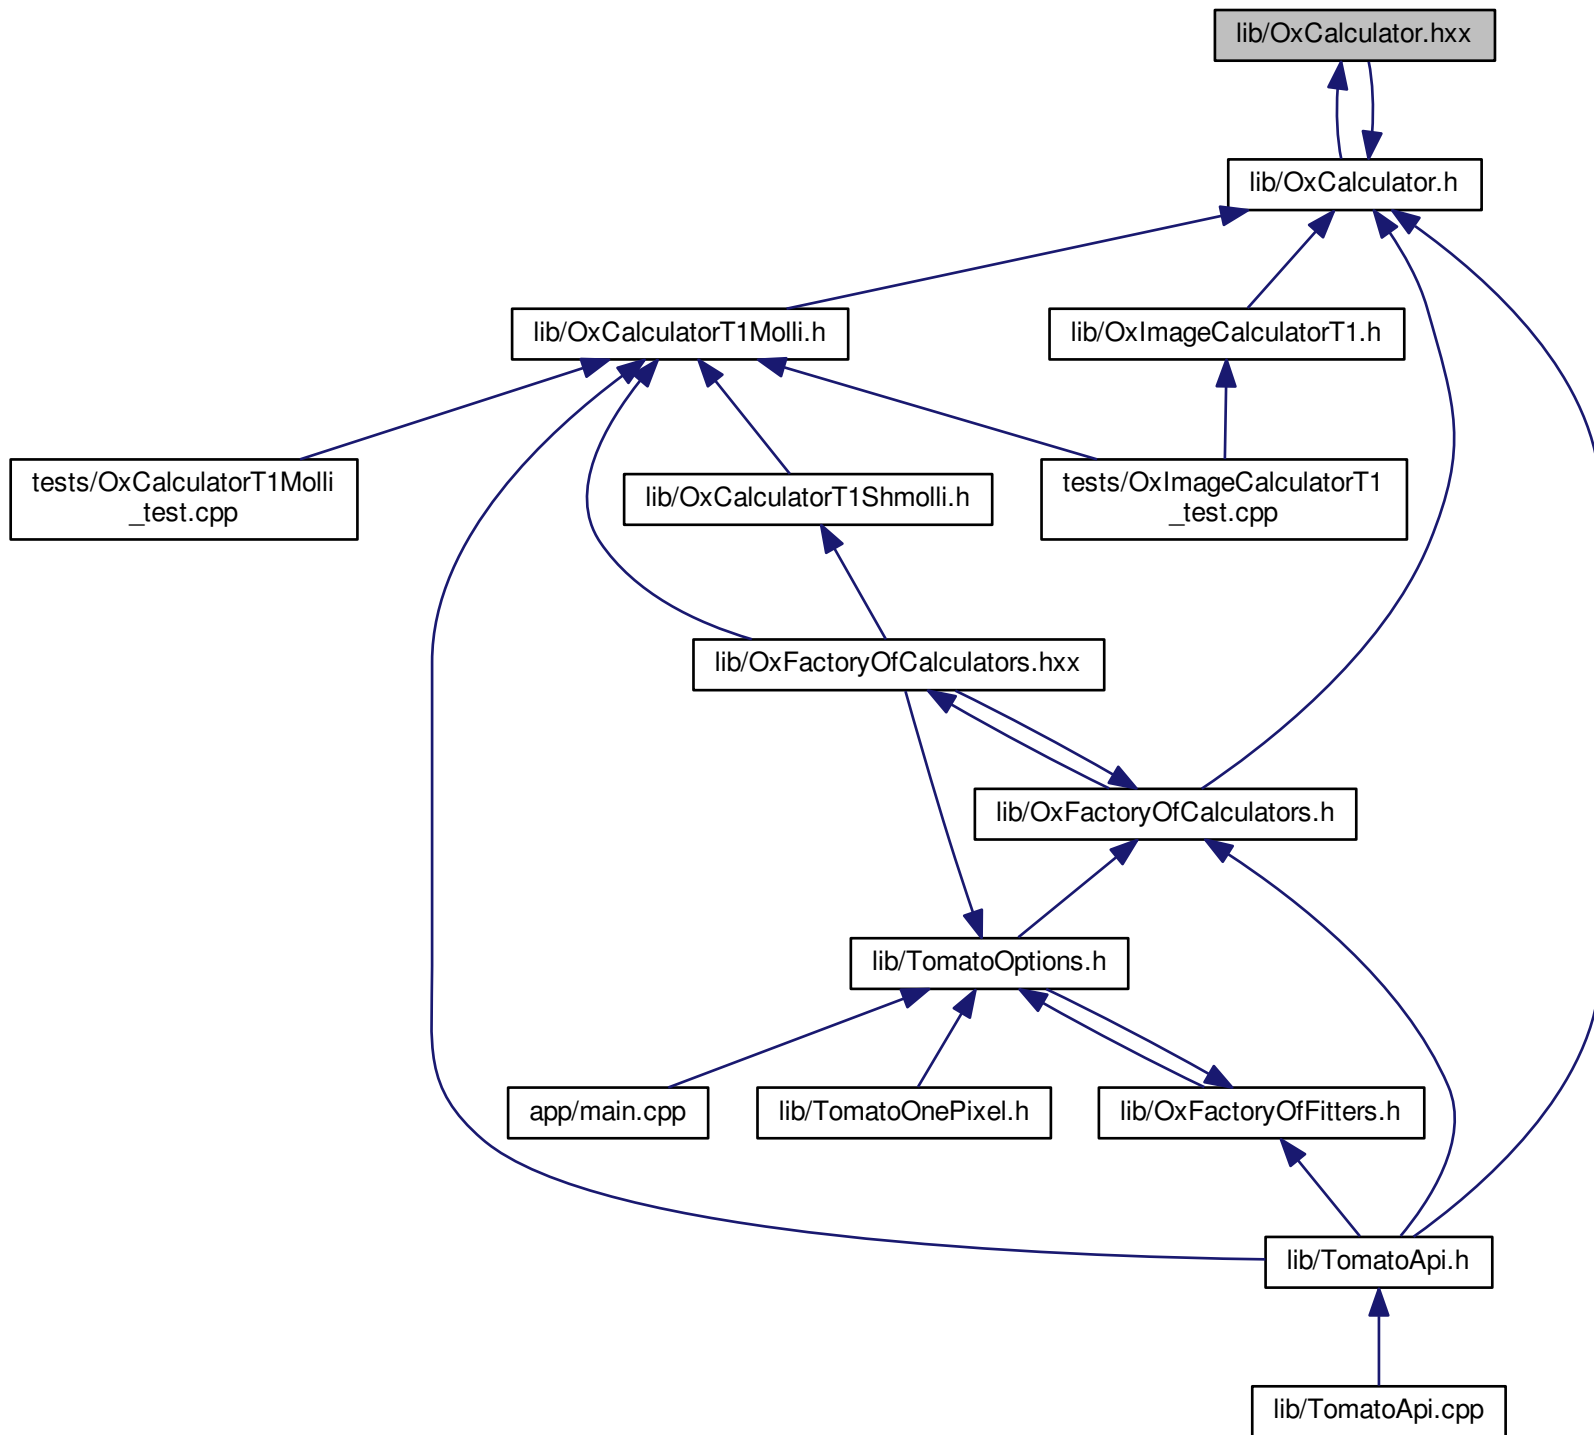 lib/OxCalculator.hxx
lib/OxCalculator.h
lib/OxCalculatorT1Molli.h
lib/OxImageCalculatorT1.h
tests/OxCalculatorT1Molli
_test.cpp
lib/OxCalculatorT1Shmolli.h
tests/OxImageCalculatorT1
_test.cpp
lib/OxFactoryOfCalculators.hxx
lib/OxFactoryOfCalculators.h
lib/TomatoOptions.h
app/main.cpp
lib/TomatoOnePixel.h
lib/OxFactoryOfFitters.h
lib/TomatoApi.h
lib/TomatoApi.cpp